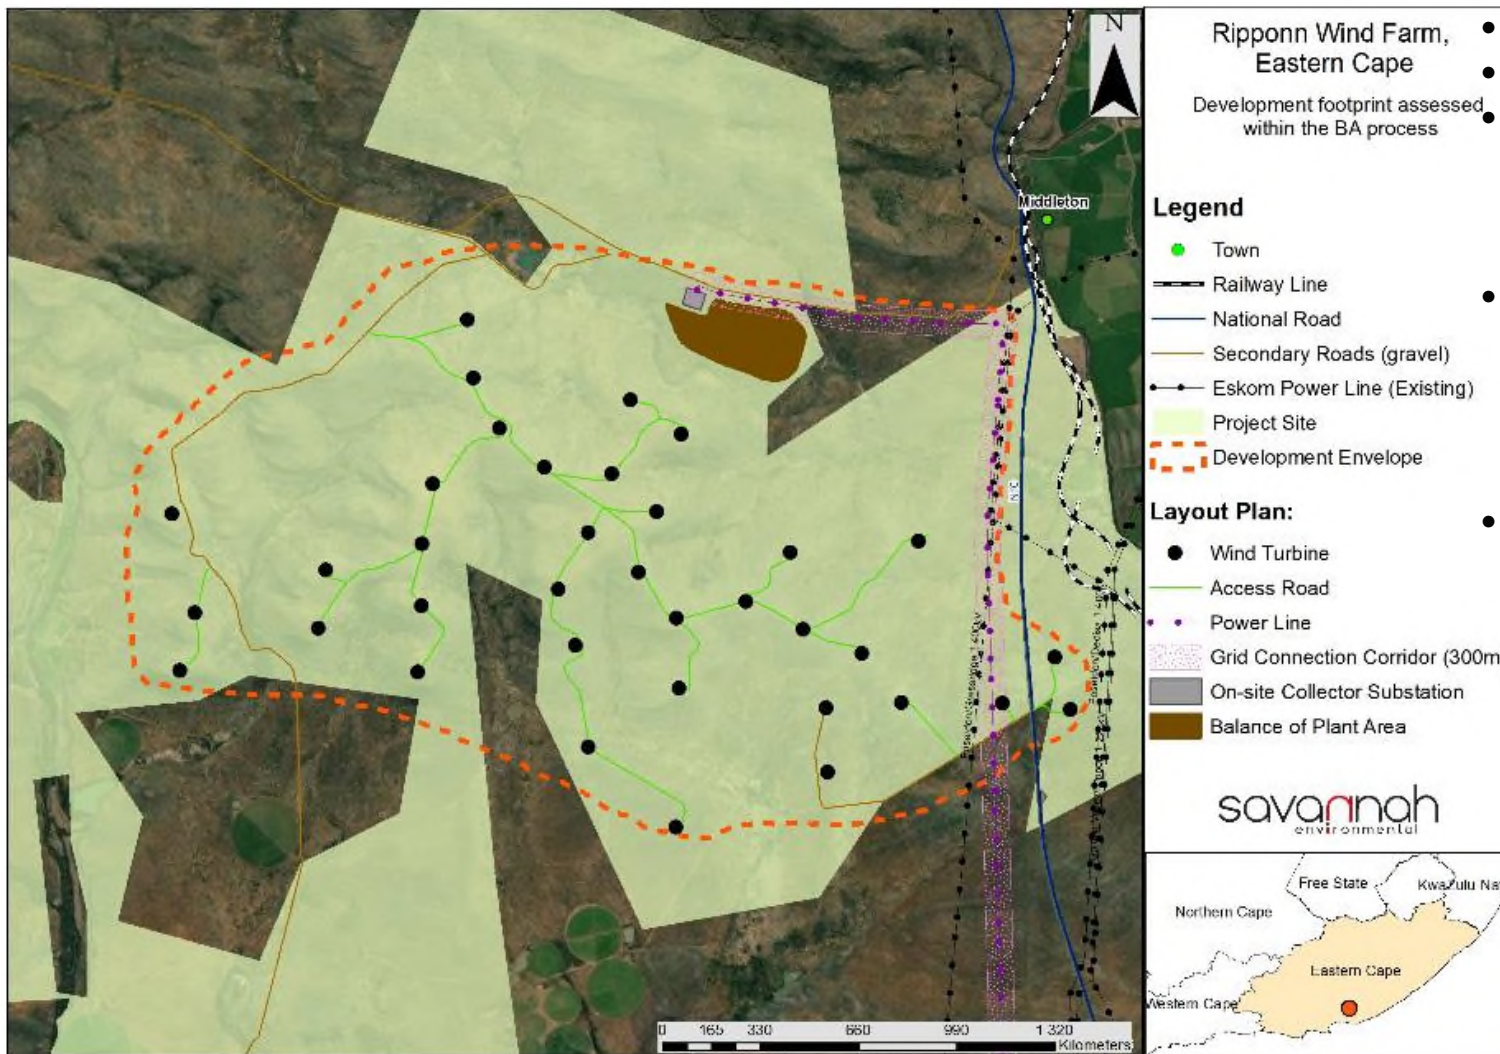 N
Middleton
N10
0 165 330 660 990 1 320
Kilometers
Ripponn Wind Farm,
Eastern Cape
Development footprint assessed
within the BA process
Legend
Town
Railway Line
National Road
Secondary Roads (gravel)
Eskom Power Line (Existing)
Project Site
Development Envelope
Layout Plan:
Wind Turbine
Access Road
Power Line
Grid Connection Corridor (300m
On-site Collector Substation
Balance of Plant Area
savannah
environmental
Free State
KwaZulu Na
Northern Cape
Eastern Cape
Western Cape